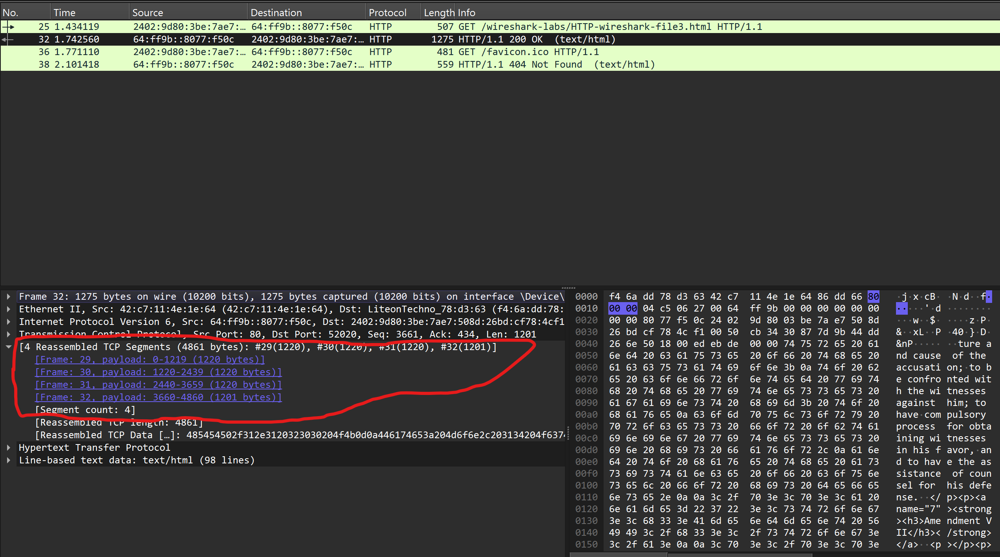 No. Time Source Destination Protocol Length Info
25 1.434119 2402:9d80:3be:7ae7:… 64:ff9b::8077:f50c HTTP 507 GET /wireshark-labs/HTTP-wireshark-file3.html HTTP/1.1
32 1.742560 64:ff9b::8077:f50c 2402:9d80:3be:7ae7:… HTTP 1275 HTTP/1.1 200 OK (text/html)
36 1.771110 2402:9d80:3be:7ae7:… 64:ff9b::8077:f50c HTTP 481 GET /favicon.ico HTTP/1.1
38 2.101418 64:ff9b::8077:f50c 2402:9d80:3be:7ae7:… HTTP 559 HTTP/1.1 404 Not Found (text/html)
Frame 32: 1275 bytes on wire (10200 bits), 1275 bytes captured (10200 bits) on interface \Device\
Ethernet II, Src: 42:c7:11:4e:1e:64 (42:c7:11:4e:1e:64), Dst: LiteonTechno_78:d3:63 (f4:6a:dd:78:
Internet Protocol Version 6, Src: 64:ff9b::8077:f50c, Dst: 2402:9d80:3be:7ae7:508d:26bd:cf78:4cf1
Transmission Control Protocol, Src Port: 80, Dst Port: 52020, Seq: 3661, Ack: 434, Len: 1201
[4 Reassembled TCP Segments (4861 bytes): #29(1220), #30(1220), #31(1220), #32(1201)]
[Frame: 29, payload: 0-1219 (1220 bytes)]
[Frame: 30, payload: 1220-2439 (1220 bytes)]
[Frame: 31, payload: 2440-3659 (1220 bytes)]
[Frame: 32, payload: 3660-4860 (1201 bytes)]
[Segment count: 4]
[Reassembled TCP length: 4861]
[Reassembled TCP Data […]: 485454502f312e3120323030204f4b0d0a446174653a204d6f6e2c203134204f6374
Hypertext Transfer Protocol
Line-based text data: text/html (98 lines)
0000 f4 6a dd 78 d3 63 42 c7 11 4e 1e 64 86 dd 66 80 ·j·x·cB· ·N·d··f·
0010 00 00 04 c5 06 27 00 64 ff 9b 00 00 00 00 00 00 ·····'·d ········
0020 00 00 80 77 f5 0c 24 02 9d 80 03 be 7a e7 50 8d ···w··$· ····z·P·
0030 26 bd cf 78 4c f1 00 50 cb 34 30 87 7d 9b 44 dd &··xL··P ·40·}·D·
0040 26 6e 50 18 00 ed eb de 00 00 74 75 72 65 20 61 &nP····· ··ture a
0050 6e 64 20 63 61 75 73 65 20 6f 66 20 74 68 65 20 nd cause of the
0060 61 63 63 75 73 61 74 69 6f 6e 3b 0a 74 6f 20 62 accusati on;·to b
0070 65 20 63 6f 6e 66 72 6f 6e 74 65 64 20 77 69 74 e confro nted wit
0080 68 20 74 68 65 20 77 69 74 6e 65 73 73 65 73 20 h the wi tnesses
0090 61 67 61 69 6e 73 74 20 68 69 6d 3b 20 74 6f 20 against him; to
00a0 68 61 76 65 0a 63 6f 6d 70 75 6c 73 6f 72 79 20 have·com pulsory
00b0 70 72 6f 63 65 73 73 20 66 6f 72 20 6f 62 74 61 process for obta
00c0 69 6e 69 6e 67 20 77 69 74 6e 65 73 73 65 73 20 ining wi tnesses
00d0 69 6e 20 68 69 73 20 66 61 76 6f 72 2c 0a 61 6e in his f avor,·an
00e0 64 20 74 6f 20 68 61 76 65 20 74 68 65 20 61 73 d to hav e the as
00f0 73 69 73 74 61 6e 63 65 20 6f 66 20 63 6f 75 6e sistance of coun
0100 73 65 6c 20 66 6f 72 20 68 69 73 20 64 65 66 65 sel for his defe
0110 6e 73 65 2e 0a 0a 3c 2f 70 3e 3c 70 3e 3c 61 20 nse.··</ p><p><a
0120 6e 61 6d 65 3d 22 37 22 3e 3c 73 74 72 6f 6e 67 name="7" ><strong
0130 3e 3c 68 33 3e 41 6d 65 6e 64 6d 65 6e 74 20 56 ><h3>Ame ndment V
0140 49 49 3c 2f 68 33 3e 3c 2f 73 74 72 6f 6e 67 3e II</h3>< /strong>
0150 3c 2f 61 3e 0a 0a 3c 70 3e 3c 2f 70 3e 3c 70 3e </a>··<p ></p><p>